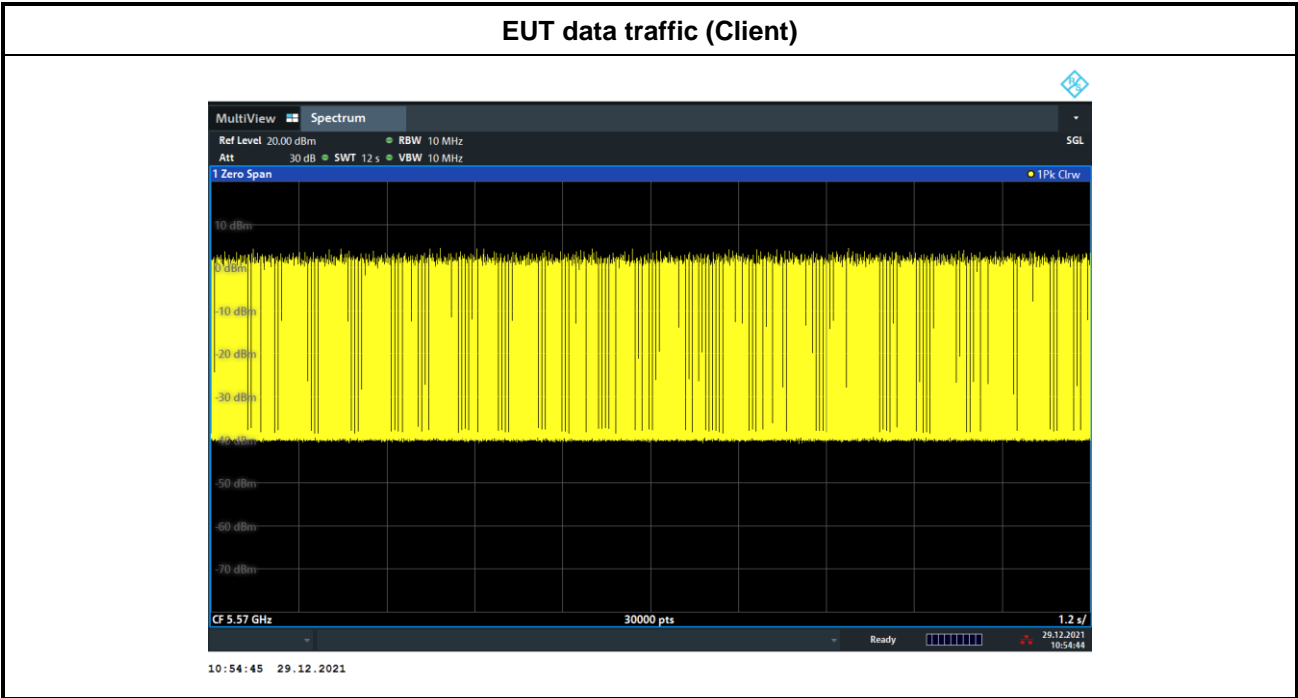 EUT data traffic (Client)
R S
MultiView Spectrum
Ref Level 20.00 dBm RBW 10 MHz SGL
Att 30 dB SWT 12 s VBW 10 MHz
1 Zero Span 1Pk Clrw
10 dBm
0 dBm
-10 dBm
-20 dBm
-30 dBm
-40 dBm
-50 dBm
-60 dBm
-70 dBm
CF 5.57 GHz 30000 pts 1.2 s/
Ready 29.12.2021
10:54:44
10:54:45 29.12.2021